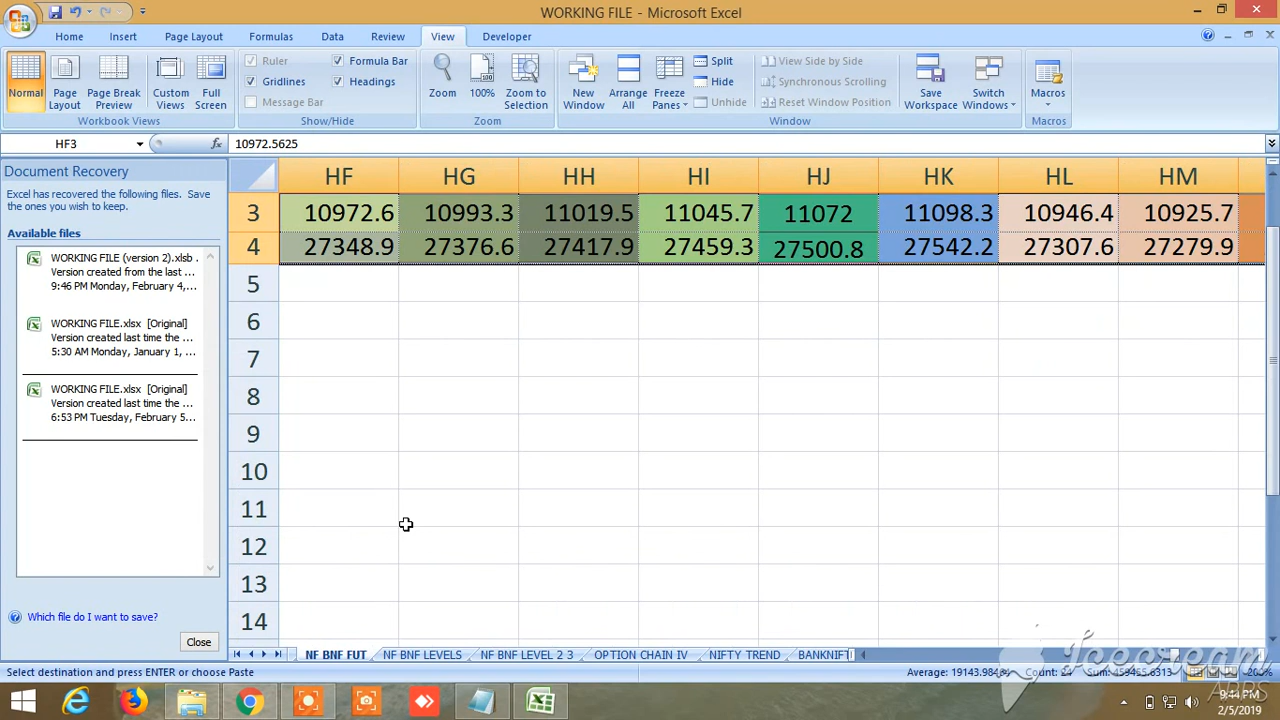 WORKING FILE - Microsoft Excel
Home Insert Page Layout Formulas Data Review View Developer
Normal
Page Layout
Page Break Preview
Custom Views
Full Screen
Workbook Views
Ruler
Formula Bar
Gridlines
Headings
Message Bar
Show/Hide
Zoom
100%
Zoom to Selection
Zoom
New Window
Arrange All
Freeze Panes
Split
Hide
Unhide
View Side by Side
Synchronous Scrolling
Reset Window Position
Save Workspace
Switch Windows
Window
Macros
Macros
HF3 fx 10972.5625
Document Recovery
Excel has recovered the following files. Save
the ones you wish to keep.
Available files
WORKING FILE (version 2).xlsb .
Version created from the last ...
9:46 PM Monday, February 4,...
WORKING FILE.xlsx [Original]
Version created last time the ...
5:30 AM Monday, January 1, ...
WORKING FILE.xlsx [Original]
Version created last time the ...
6:53 PM Tuesday, February 5...
Which file do I want to save?
Close
HF HG HH HI HJ HK HL HM
3 10972.6 10993.3 11019.5 11045.7 11072 11098.3 10946.4 10925.7
4 27348.9 27376.6 27417.9 27459.3 27500.8 27542.2 27307.6 27279.9
5
6
7
8
9
10
11
12
13
14
NF BNF FUT NF BNF LEVELS NF BNF LEVEL 2 3 OPTION CHAIN IV NIFTY TREND BANKNIFT
Select destination and press ENTER or choose Paste
Count: 24
200%
Icecream
APPS
9:44 PM
2/5/2019